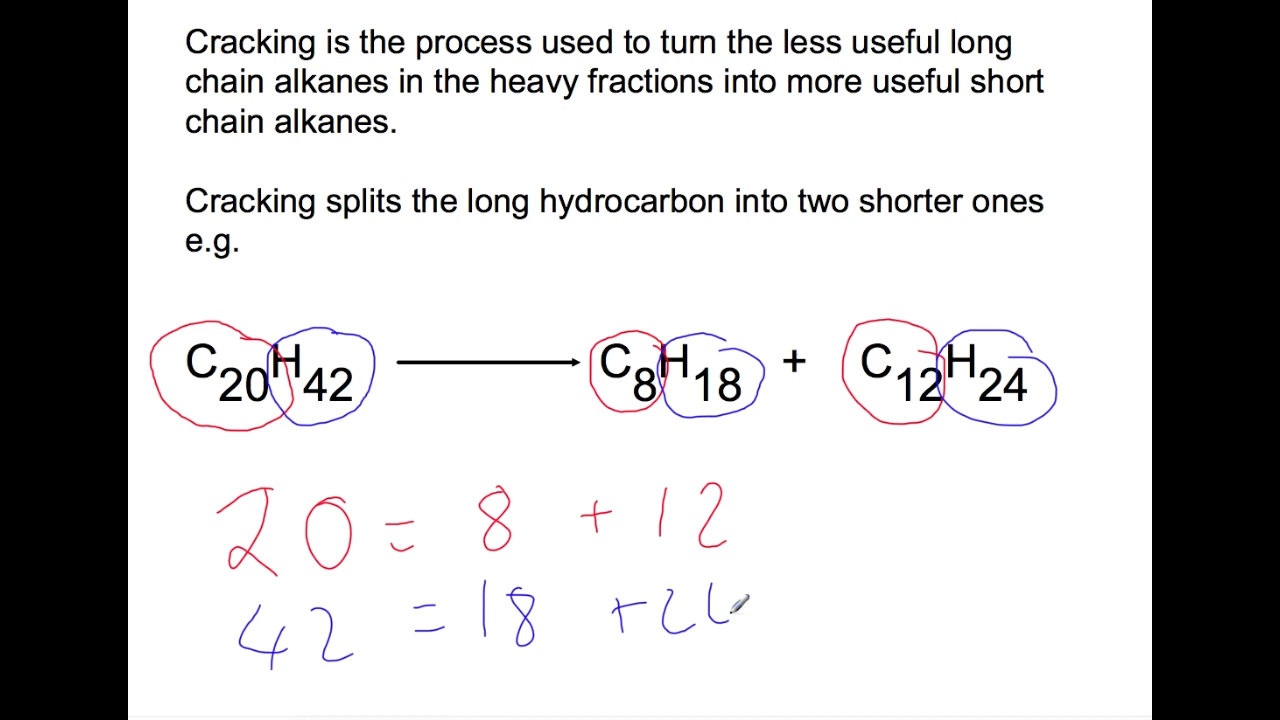 Cracking is the process used to turn the less useful long
chain alkanes in the heavy fractions into more useful short
chain alkanes.
Cracking splits the long hydrocarbon into two shorter ones
e.g.
C20H42 → C8H18 + C12H24
20 = 8 + 12
42 = 18 + 2